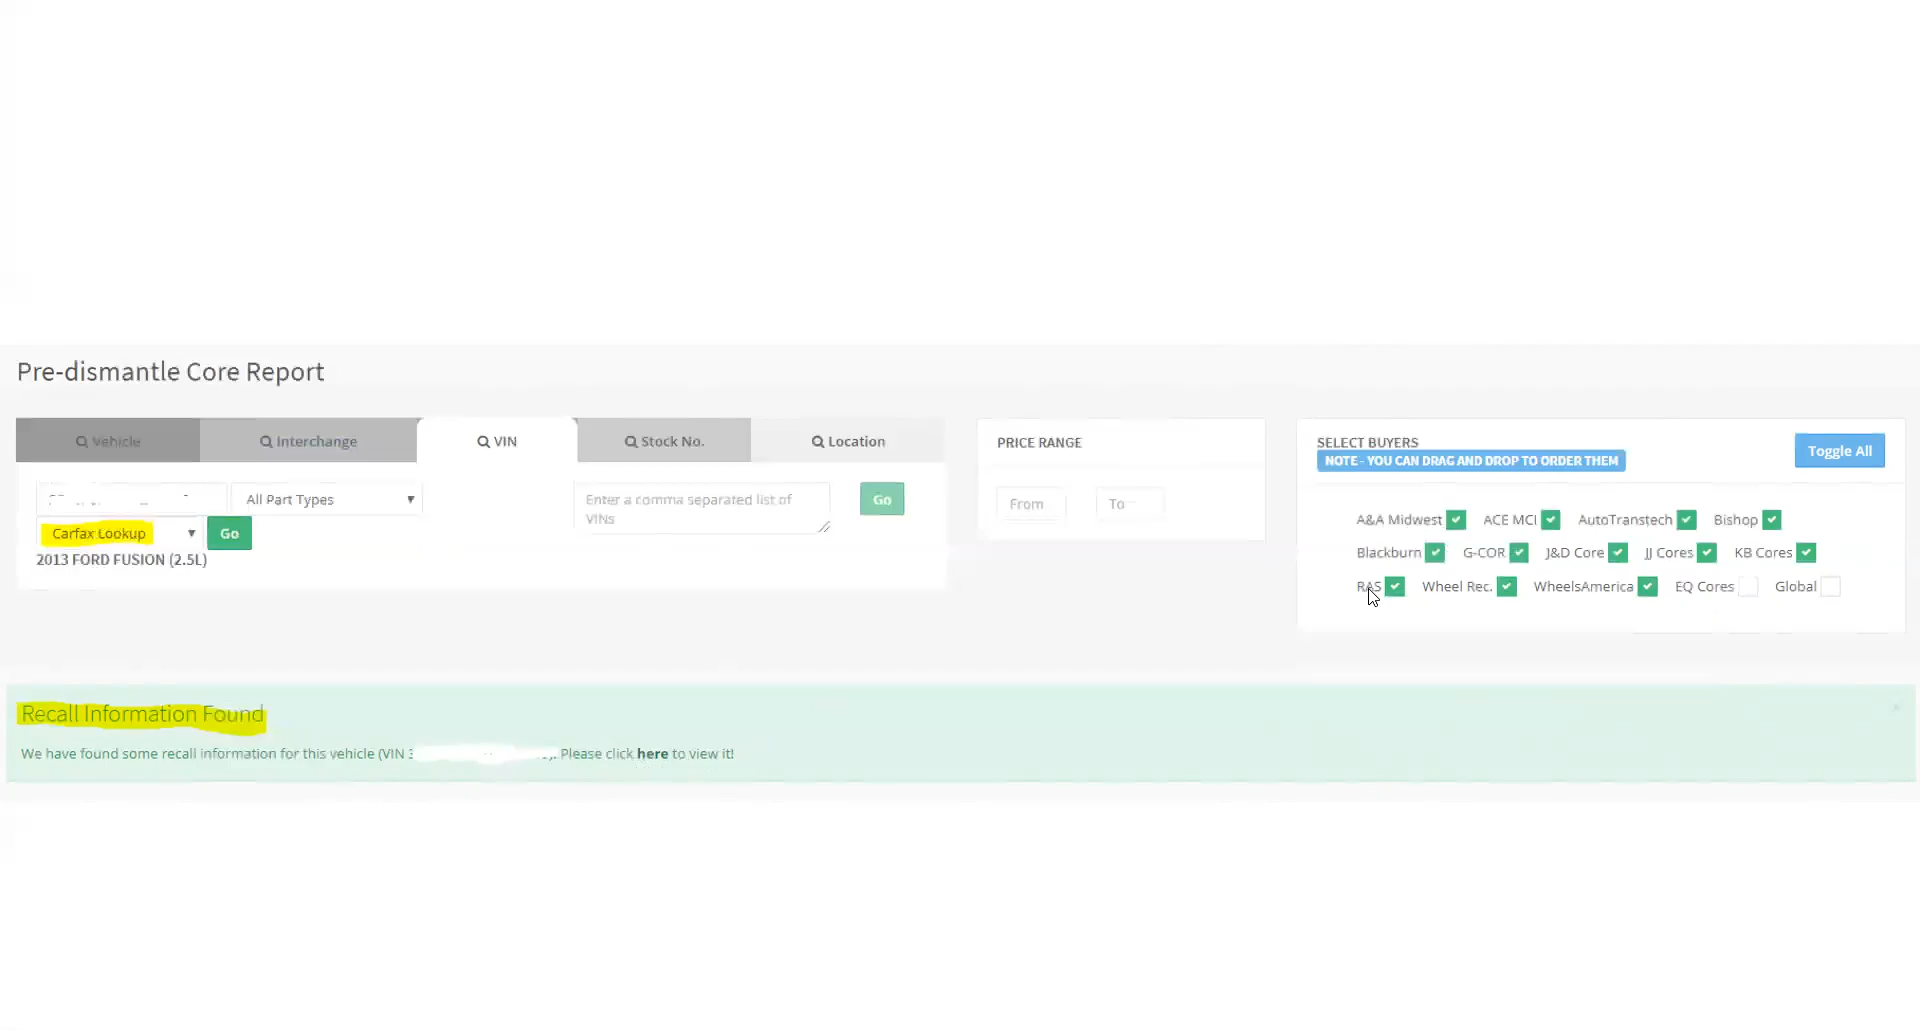 Pre-dismantle Core Report
Vehicle
Interchange
VIN
Stock No.
Location
All Part Types
Enter a comma separated list of
VINs
Go
Carfax Lookup
Go
2013 FORD FUSION (2.5L)
PRICE RANGE
From
To
SELECT BUYERS
NOTE - YOU CAN DRAG AND DROP TO ORDER THEM
Toggle All
A&A Midwest ACE MCI AutoTranstech Bishop
Blackburn G-COR J&D Core JJ Cores KB Cores
RAS Wheel Rec. WheelsAmerica EQ Cores Global
Recall Information Found
We have found some recall information for this vehicle (VIN 3 ). Please click here to view it!